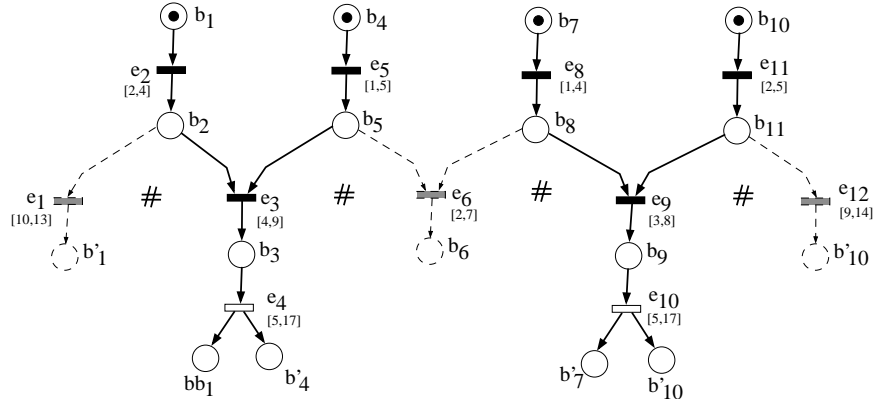 b1 b4 b7 b10
e2 e5 e8 e11
[2,4] [1,5] [1,4] [2,5]
b2 b5 b8 b11
e1 # e3 # e6 # e9 # e12
[10,13] [4,9] [2,7] [3,8] [9,14]
b'1 b3 b6 b9 b'10
e4 e10
[5,17] [5,17]
bb1 b'4 b'7 b'10